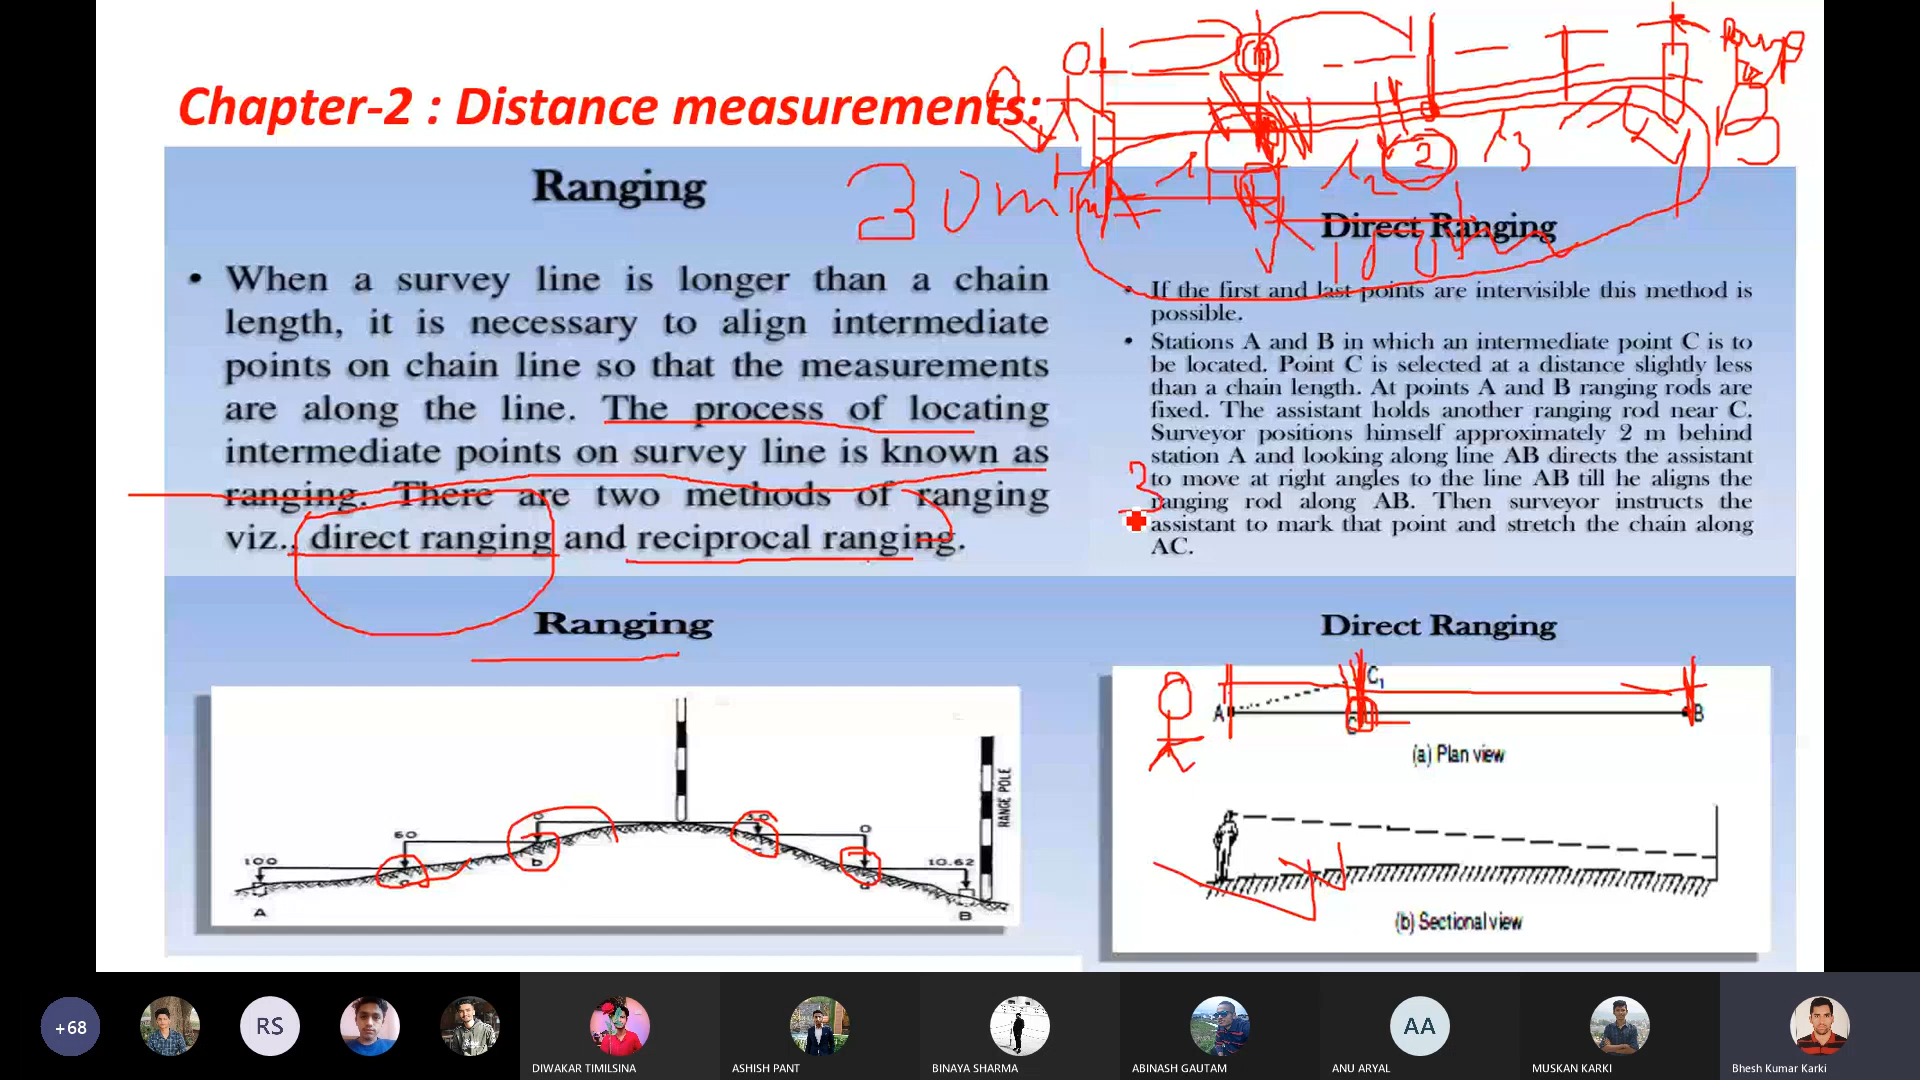 Chapter-2 : Distance measurements:
Ranging
• When a survey line is longer than a chain
length, it is necessary to align intermediate
points on chain line so that the measurements
are along the line. The process of locating
intermediate points on survey line is known as
ranging. There are two methods of ranging
viz., direct ranging and reciprocal ranging.
30m
Direct Ranging
100m
• If the first and last points are intervisible this method is
possible.
• Stations A and B in which an intermediate point C is to
be located. Point C is selected at a distance slightly less
than a chain length. At points A and B ranging rods are
fixed. The assistant holds another ranging rod near C.
Surveyor positions himself approximately 2 m behind
station A and looking along line AB directs the assistant
to move at right angles to the line AB till he aligns the
ranging rod along AB. Then surveyor instructs the
assistant to mark that point and stretch the chain along
AC.
3
Ranging
RANGE POLE
100
60
0
0
10.62
A
b
B
Direct Ranging
A
C₁
B
(a) Plan view
(b) Sectional view
+68
RS
AA
DIWAKAR TIMILSINA
ASHISH PANT
BINAYA SHARMA
ABINASH GAUTAM
ANU ARYAL
MUSKAN KARKI
Bhesh Kumar Karki